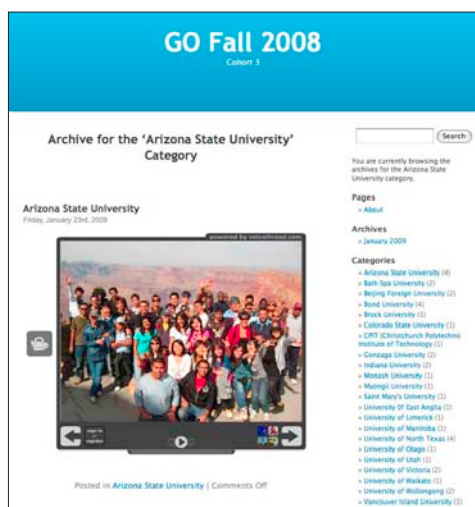 GO Fall 2008
Cohort 3
Archive for the 'Arizona State University'
Category
Arizona State University
Friday, January 23rd, 2009
powered by voicethread.com
sign in
or
register
Posted in Arizona State University | Comments Off
Search
You are currently browsing the
archives for the Arizona State
University category.
Pages
» About
Archives
» January 2009
Categories
» Arizona State University (4)
» Bath Spa University (2)
» Beijing Foreign University (2)
» Bond University (4)
» Brock University (1)
» Colorado State University (1)
» CPIT (Christchurch Polytechnic
Institute of Technology (1)
» Gonzaga University (2)
» Indiana University (2)
» Monash University (1)
» Myongji University (1)
» Saint Mary's University (1)
» University Of East Anglia (1)
» University of Limerick (1)
» University of Manitoba (1)
» University of North Texas (4)
» University of Otago (1)
» University of Utah (1)
» University of Victoria (2)
» University of Waikato (1)
» University of Wollongong (2)
» Vancouver Island University (1)